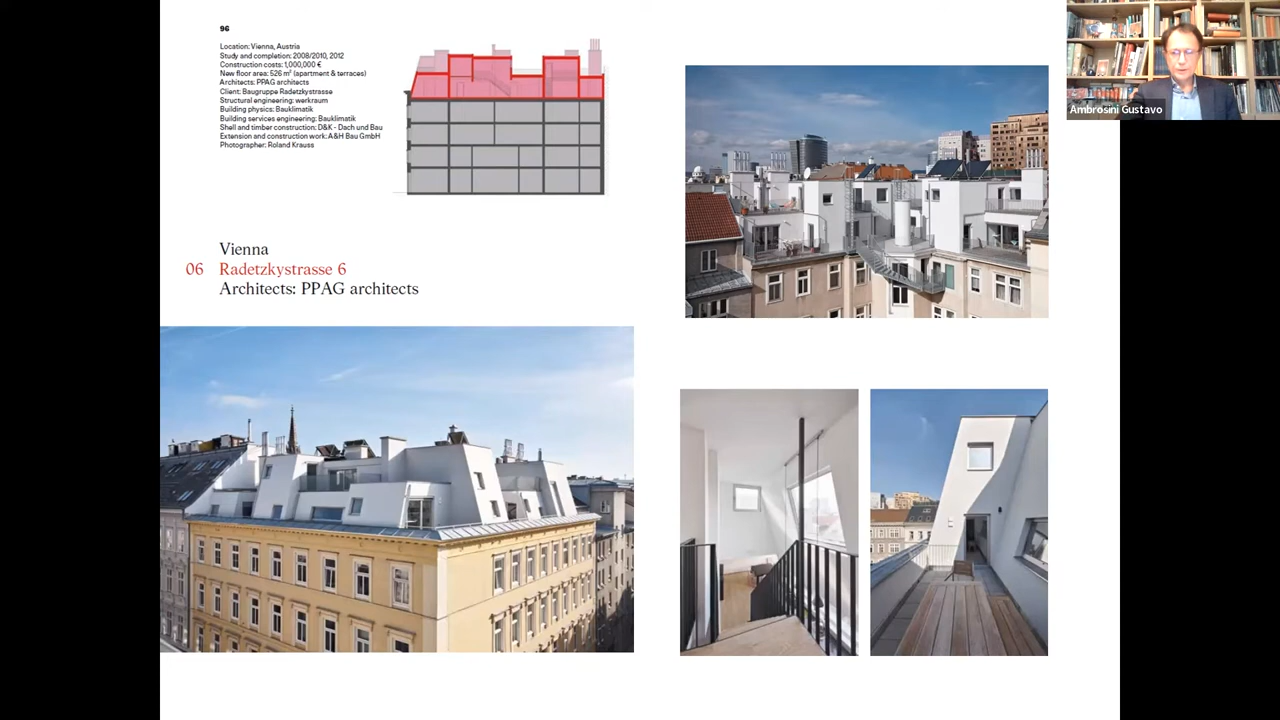 96
Location: Vienna, Austria
Study and completion: 2008/2010, 2012
Construction costs: 1,000,000 €
New floor area: 526 m² (apartment & terraces)
Architects: PPAG architects
Client: Baugruppe Radetzkystrasse
Structural engineering: werkraum
Building physics: Bauklimatik
Building services engineering: Bauklimatik
Shell and timber construction: D&K - Dach und Bau
Extension and construction work: A&H Bau GmbH
Photographer: Roland Krauss
Vienna
06 Radetzkystrasse 6
Architects: PPAG architects
Ambrosini Gustavo